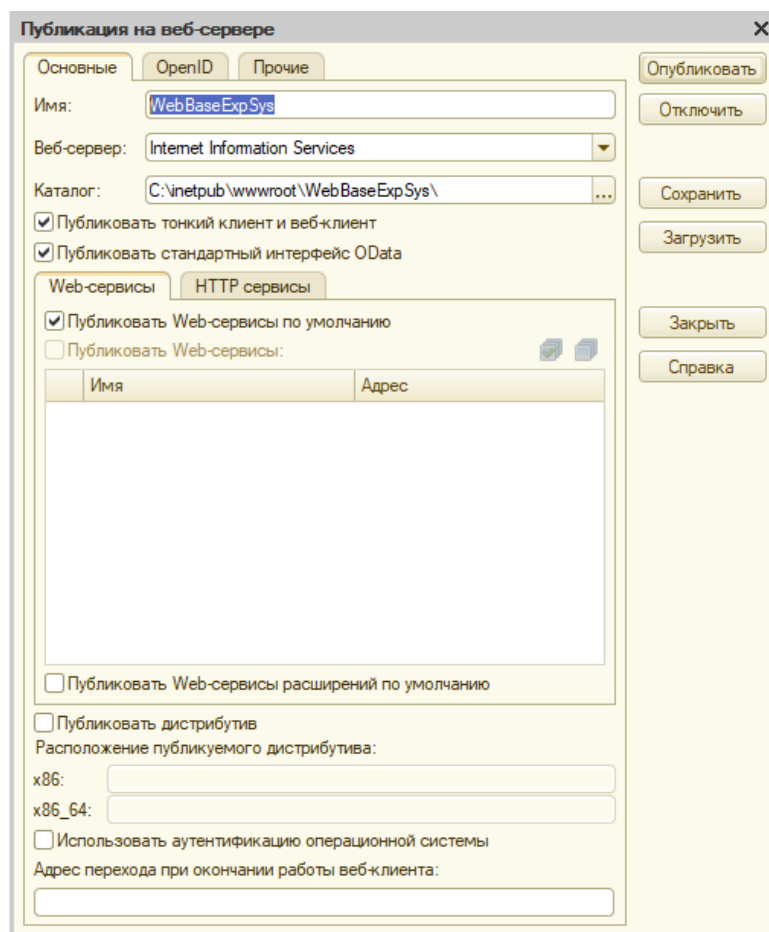 Публикация на веб-сервере
Основные OpenID Прочие
Опубликовать
Имя: WebBaseExpSys
Отключить
Веб-сервер: Internet Information Services
Каталог: C:\inetpub\wwwroot\WebBaseExpSys\ ...
Сохранить
Публиковать тонкий клиент и веб-клиент
Загрузить
Публиковать стандартный интерфейс OData
Web-сервисы HTTP сервисы
Публиковать Web-сервисы по умолчанию
Закрыть
Публиковать Web-сервисы:
Справка
Имя Адрес
Публиковать Web-сервисы расширений по умолчанию
Публиковать дистрибутив
Расположение публикуемого дистрибутива:
x86:
x86_64:
Использовать аутентификацию операционной системы
Адрес перехода при окончании работы веб-клиента: